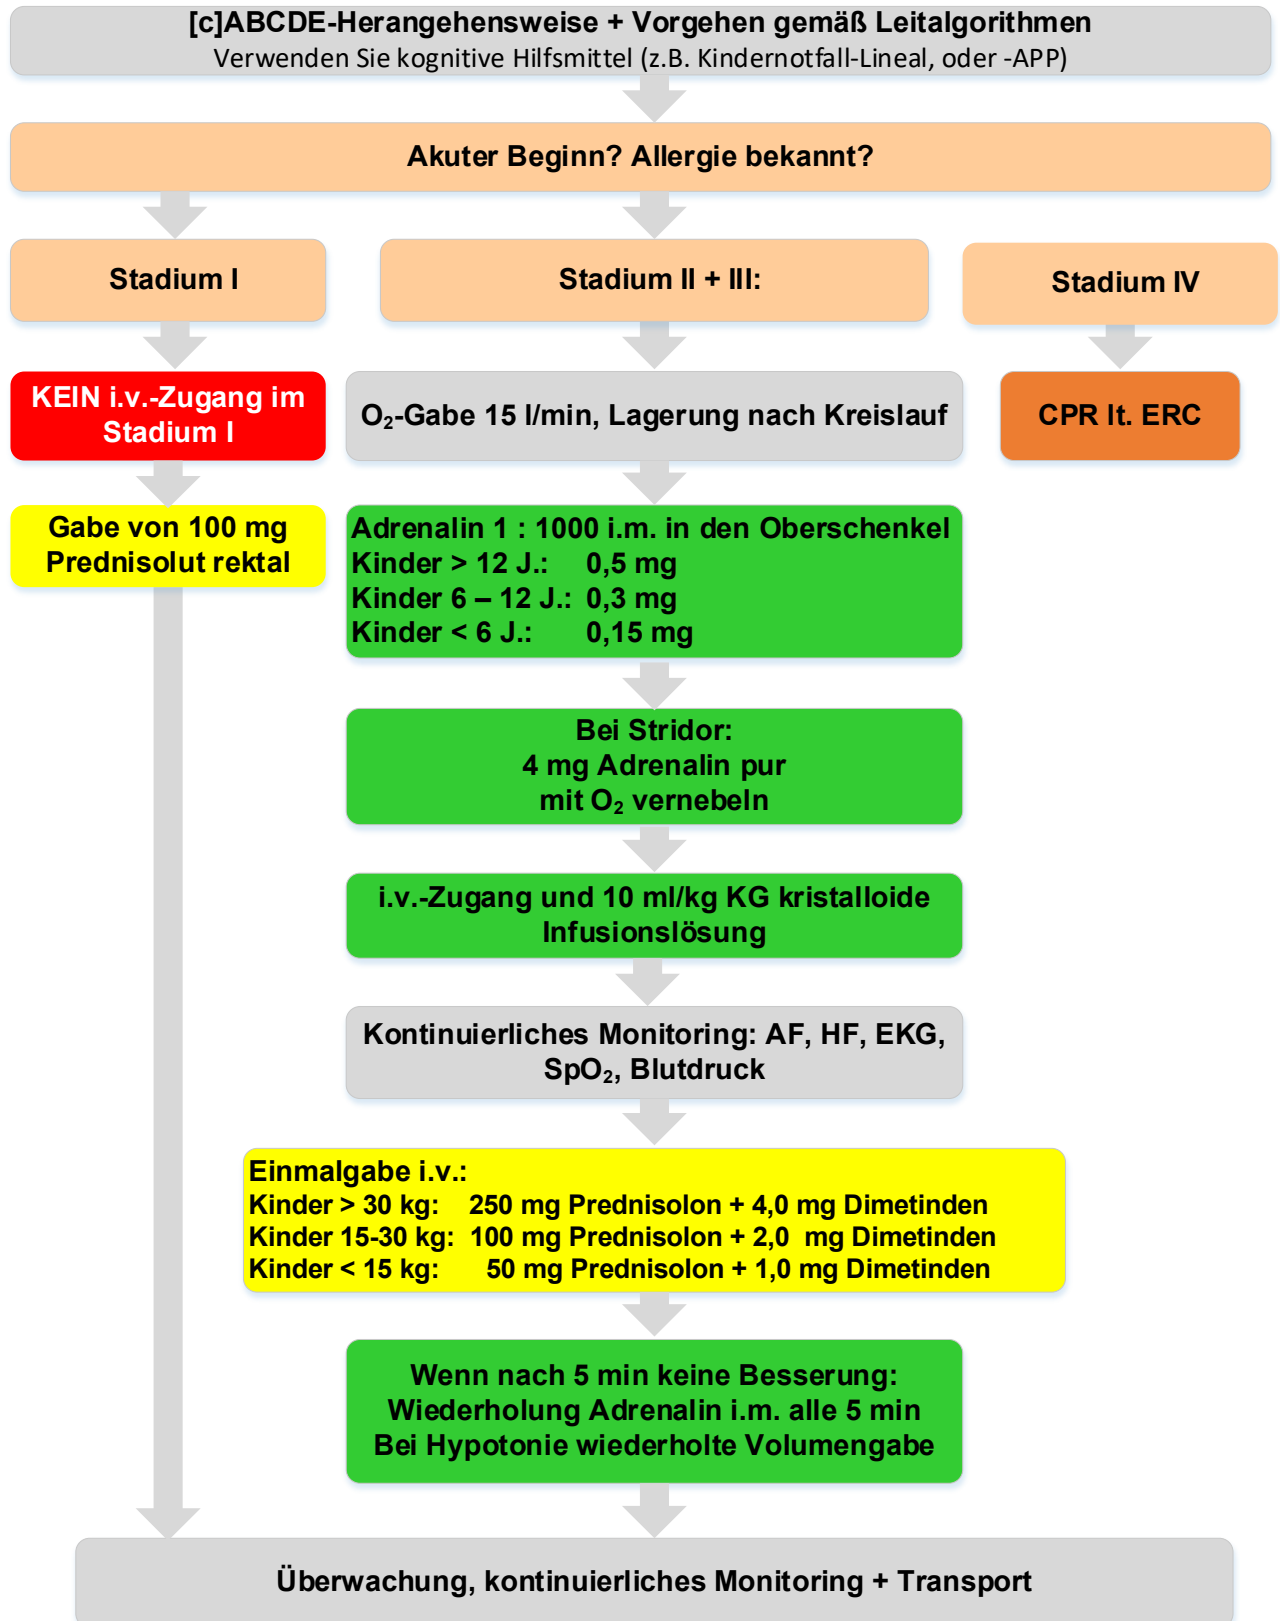 [c]ABCDE-Herangehensweise + Vorgehen gemäß Leitalgorithmen
Verwenden Sie kognitive Hilfsmittel (z.B. Kindernotfall-Lineal, oder -APP)
Akuter Beginn? Allergie bekannt?
Stadium I
Stadium II + III:
Stadium IV
KEIN i.v.-Zugang im
Stadium I
O₂-Gabe 15 l/min, Lagerung nach Kreislauf
CPR lt. ERC
Gabe von 100 mg
Prednisolut rektal
Adrenalin 1 : 1000 i.m. in den Oberschenkel
Kinder > 12 J.: 0,5 mg
Kinder 6 – 12 J.: 0,3 mg
Kinder < 6 J.: 0,15 mg
Bei Stridor:
4 mg Adrenalin pur
mit O₂ vernebeln
i.v.-Zugang und 10 ml/kg KG kristalloide
Infusionslösung
Kontinuierliches Monitoring: AF, HF, EKG,
SpO₂, Blutdruck
Einmalgabe i.v.:
Kinder > 30 kg: 250 mg Prednisolon + 4,0 mg Dimetinden
Kinder 15-30 kg: 100 mg Prednisolon + 2,0 mg Dimetinden
Kinder < 15 kg: 50 mg Prednisolon + 1,0 mg Dimetinden
Wenn nach 5 min keine Besserung:
Wiederholung Adrenalin i.m. alle 5 min
Bei Hypotonie wiederholte Volumengabe
Überwachung, kontinuierliches Monitoring + Transport